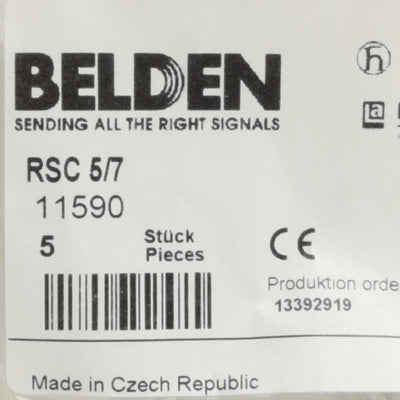 BELDEN
SENDING ALL THE RIGHT SIGNALS
RSC 5/7
11590
5 Stück
Pieces
CE
Produktion orde
13392919
Made in Czech Republic